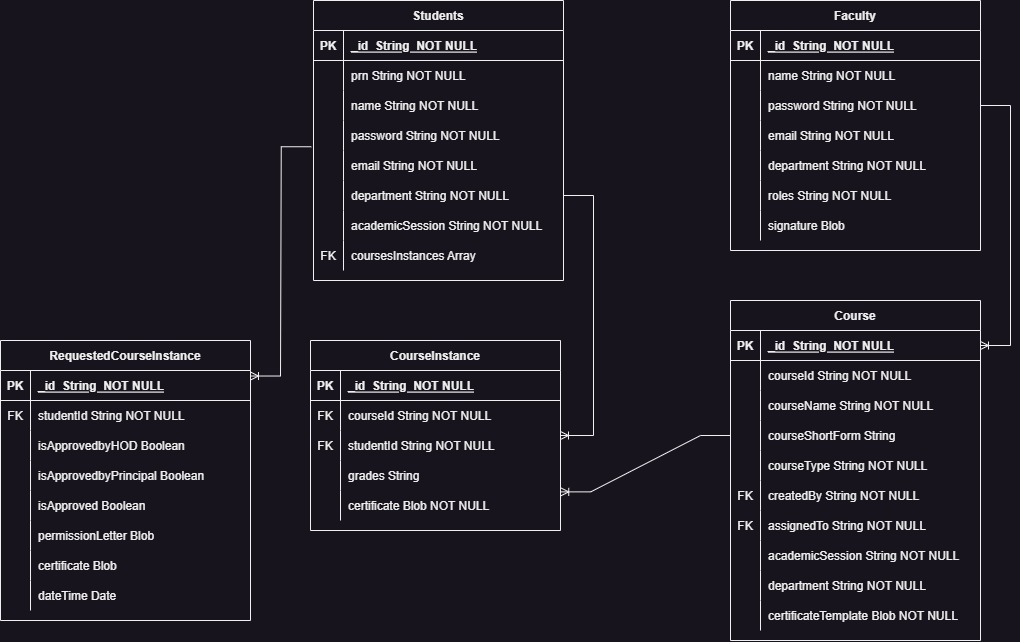 Students
PK _id String NOT NULL
prn String NOT NULL
name String NOT NULL
password String NOT NULL
email String NOT NULL
department String NOT NULL
academicSession String NOT NULL
FK coursesInstances Array
Faculty
PK _id String NOT NULL
name String NOT NULL
password String NOT NULL
email String NOT NULL
department String NOT NULL
roles String NOT NULL
signature Blob
RequestedCourseInstance
PK _id String NOT NULL
FK studentId String NOT NULL
isApprovedbyHOD Boolean
isApprovedbyPrincipal Boolean
isApproved Boolean
permissionLetter Blob
certificate Blob
dateTime Date
CourseInstance
PK _id String NOT NULL
FK courseId String NOT NULL
FK studentId String NOT NULL
grades String
certificate Blob NOT NULL
Course
PK _id String NOT NULL
courseId String NOT NULL
courseName String NOT NULL
courseShortForm String
courseType String NOT NULL
FK createdBy String NOT NULL
FK assignedTo String NOT NULL
academicSession String NOT NULL
department String NOT NULL
certificateTemplate Blob NOT NULL